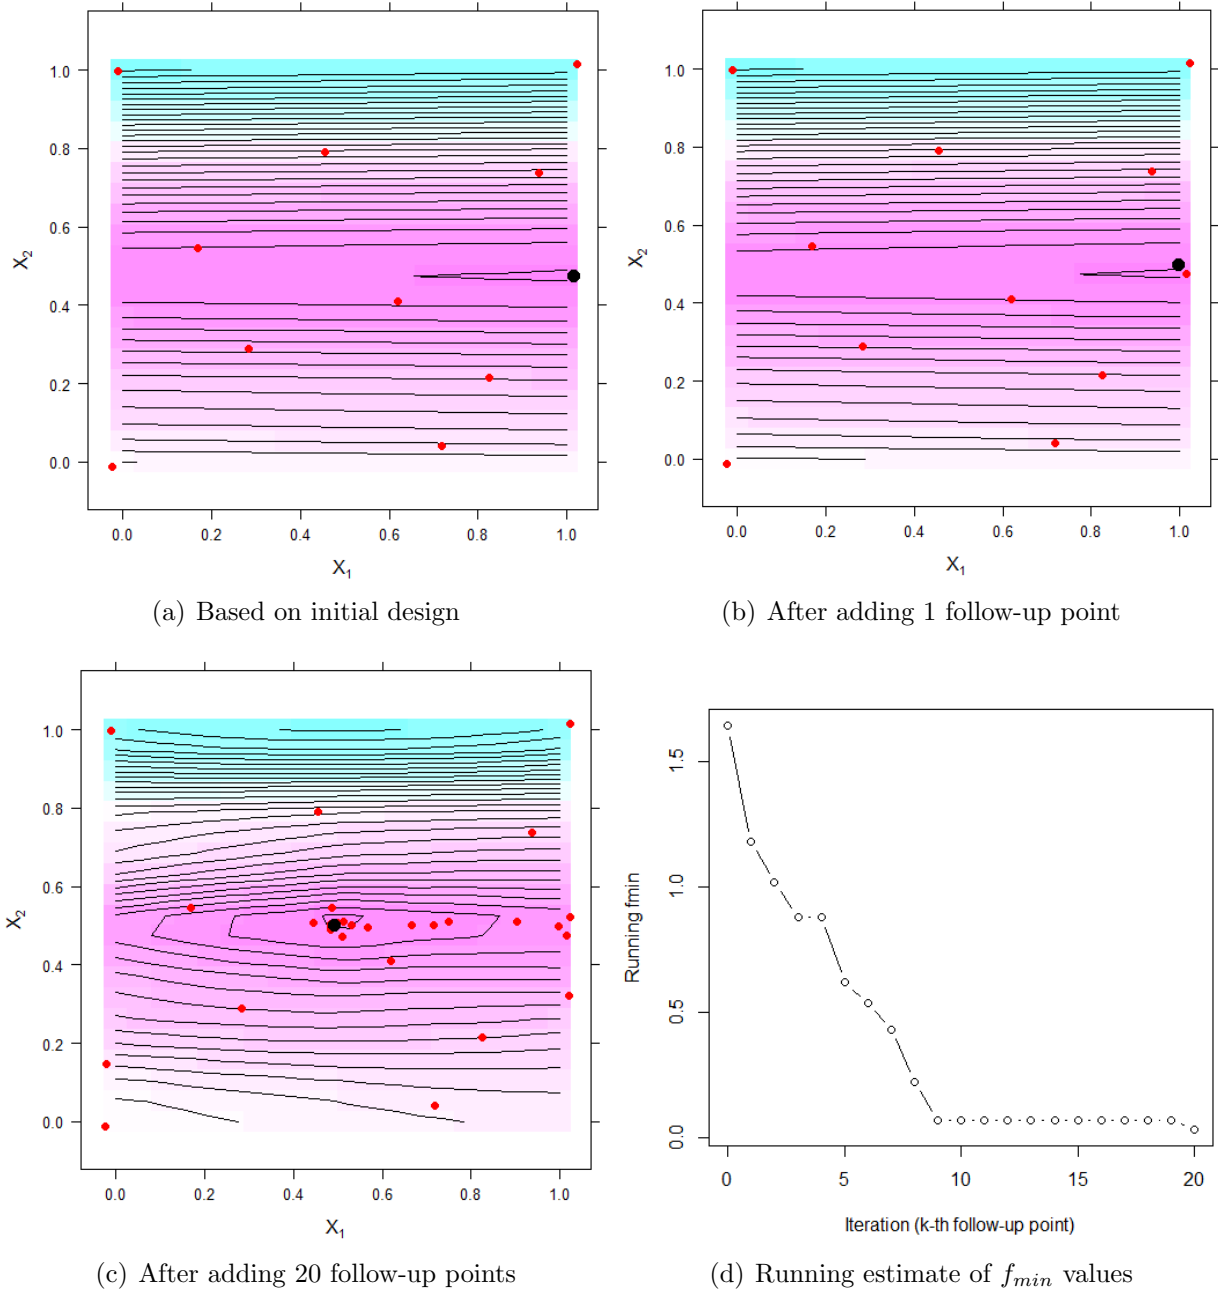 1.0
0.8
0.6
0.4
0.2
0.0
X₂
0.0 0.2 0.4 0.6 0.8 1.0
X₁
(a) Based on initial design
1.0
0.8
0.6
0.4
0.2
0.0
X₂
0.0 0.2 0.4 0.6 0.8 1.0
X₁
(b) After adding 1 follow-up point
1.0
0.8
0.6
0.4
0.2
0.0
X₂
0.0 0.2 0.4 0.6 0.8 1.0
X₁
(c) After adding 20 follow-up points
1.5
1.0
0.5
0.0
Running fmin
0 5 10 15 20
Iteration (k-th follow-up point)
(d) Running estimate of fₘᵢₙ values